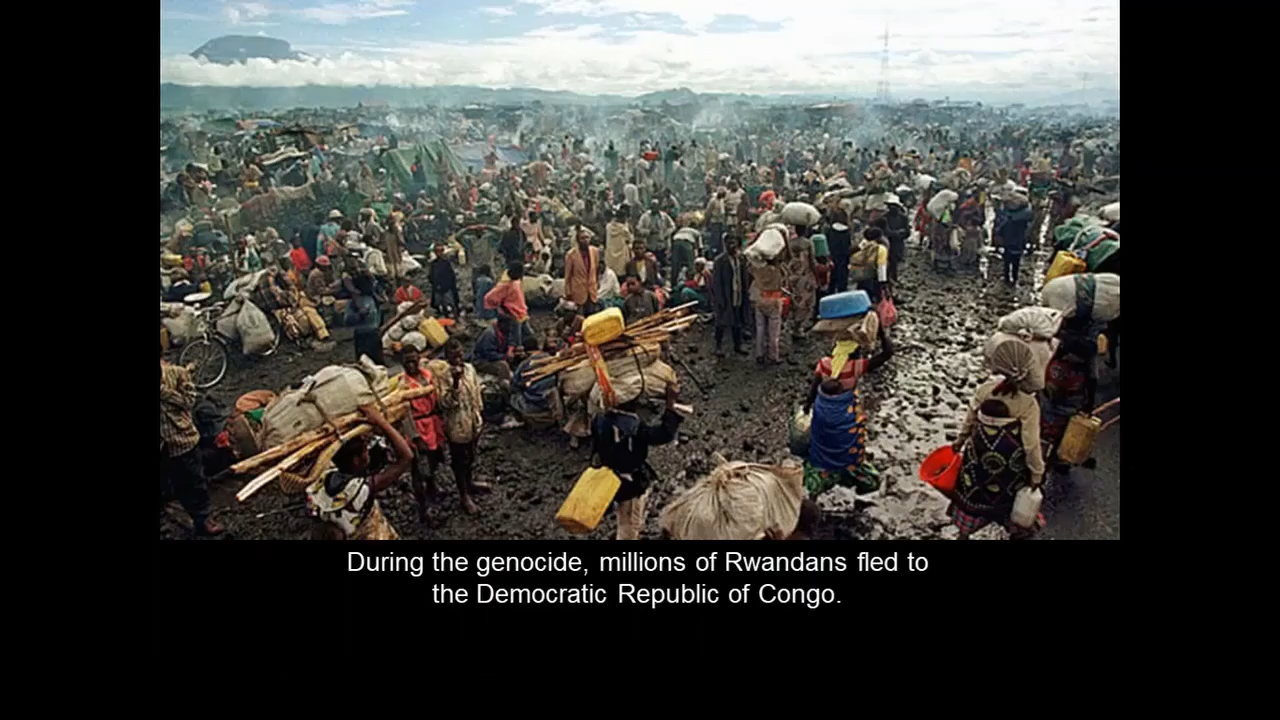 During the genocide, millions of Rwandans fled to
the Democratic Republic of Congo.